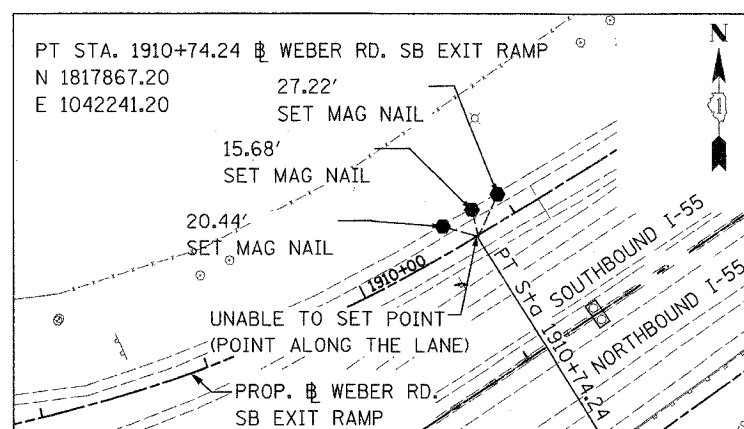 PT STA. 1910+74.24 ℄ WEBER RD. SB EXIT RAMP
N 1817867.20
E 1042241.20
27.22'
SET MAG NAIL
15.68'
SET MAG NAIL
20.44'
SET MAG NAIL
N
1
1910+00
UNABLE TO SET POINT
(POINT ALONG THE LANE)
PT Sta 1910+74.24
SOUTHBOUND I-55
NORTHBOUND I-55
PROP. ℄ WEBER RD.
SB EXIT RAMP